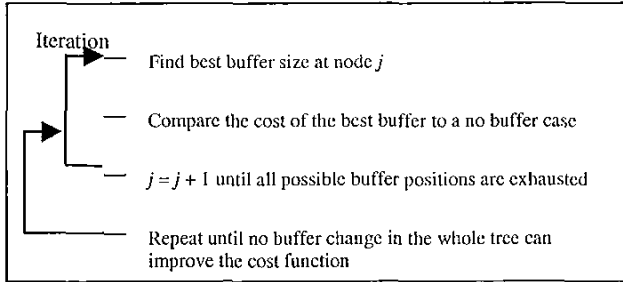 Iteration
Find best buffer size at node j
Compare the cost of the best buffer to a no buffer case
j = j + 1 until all possible buffer positions are exhausted
Repeat until no buffer change in the whole tree can
improve the cost function